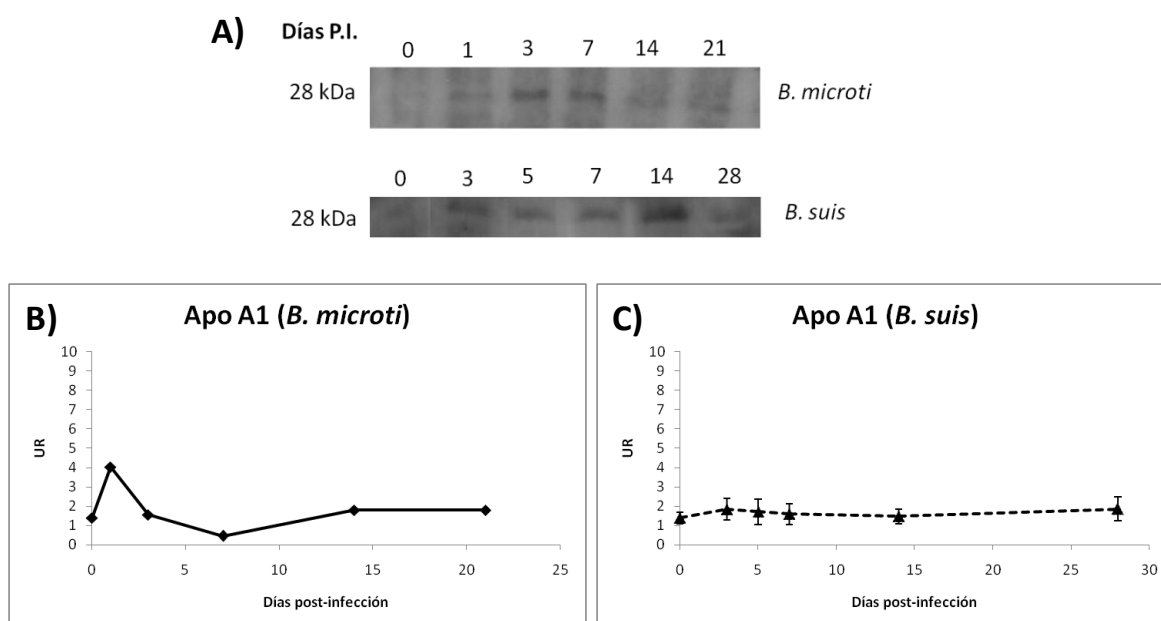 A)
Días P.I.
0 1 3 7 14 21
28 kDa
B. microti
0 3 5 7 14 28
28 kDa
B. suis
B)
Apo A1 (B. microti)
10
9
8
7
6
5
4
3
2
1
0
UR
0 5 10 15 20 25
Días post-infección
C)
Apo A1 (B. suis)
10
9
8
7
6
5
4
3
2
1
0
UR
0 5 10 15 20 25 30
Días post-infección